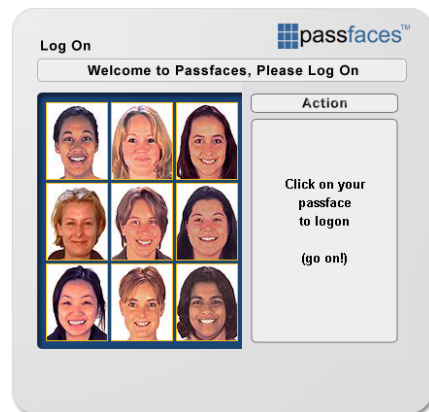 passfaces™
Log On
Welcome to Passfaces, Please Log On
Action
Click on your
passface
to logon
(go on!)